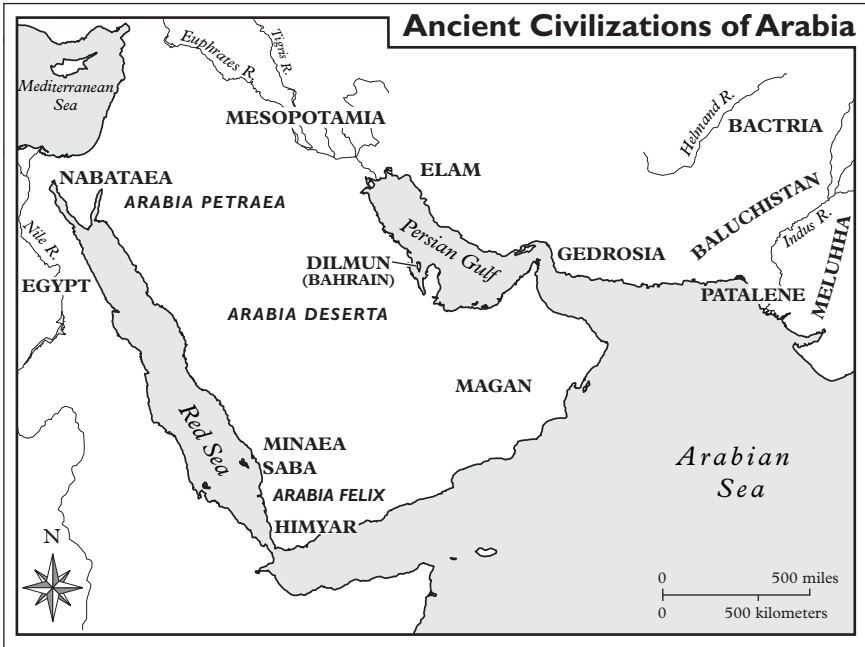 Ancient Civilizations of Arabia
Euphrates R.
Tigris R.
Mediterranean
Sea
MESOPOTAMIA
Helmand R.
BACTRIA
NABATAEA
ELAM
ARABIA PETRAEA
Nile R.
Persian Gulf
BALUCHISTAN
Indus R.
MELUHHA
GEDROSIA
DILMUN
(BAHRAIN)
EGYPT
PATALENE
ARABIA DESERTA
MAGAN
Red Sea
MINAEA
SABA
Arabian
Sea
ARABIA FELIX
HIMYAR
N
0 500 miles
0 500 kilometers